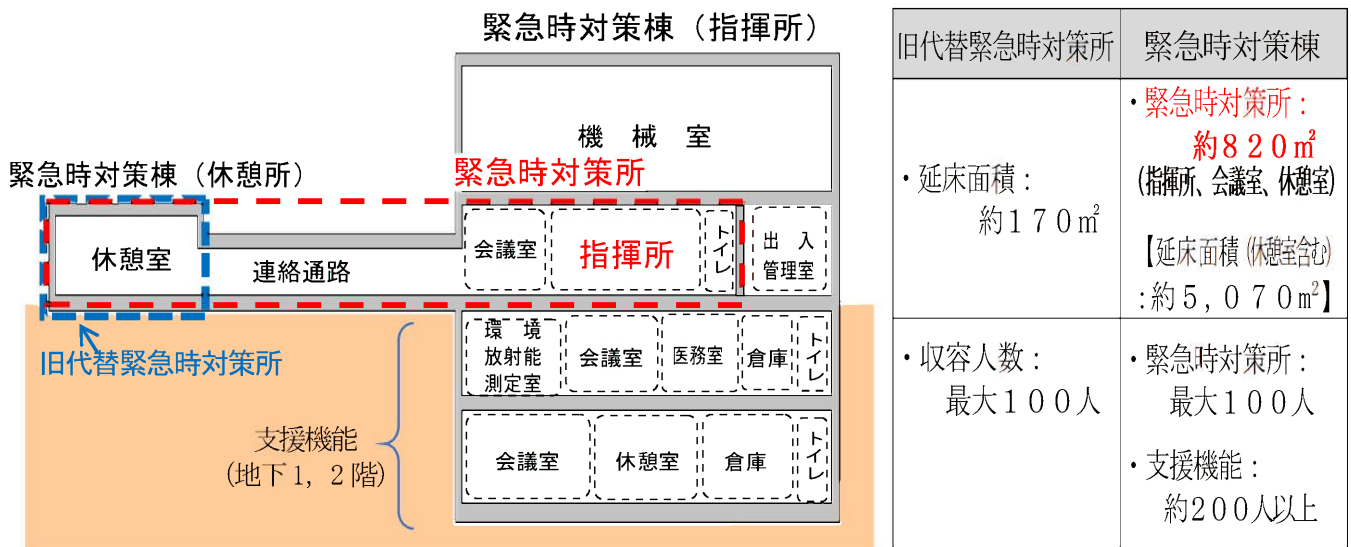 緊急時対策棟（指揮所）
機 械 室
緊急時対策棟（休憩所）
緊急時対策所
休憩室
連絡通路
会議室
指揮所
トイレ
出 入
管理室
旧代替緊急時対策所
環 境
放射能
測定室
会議室
医務室
倉庫
トイレ
支援機能
(地下１, ２階)
会議室
休憩室
倉庫
トイレ
旧代替緊急時対策所
緊急時対策棟
・延床面積：
約１７０㎡
・緊急時対策所：
約８２０㎡
(指揮所、会議室、休憩室)
【延床面積 (休憩室含む)
:約５,０７０㎡】
・収容人数：
最大１００人
・緊急時対策所：
最大１００人
・支援機能：
約２００人以上